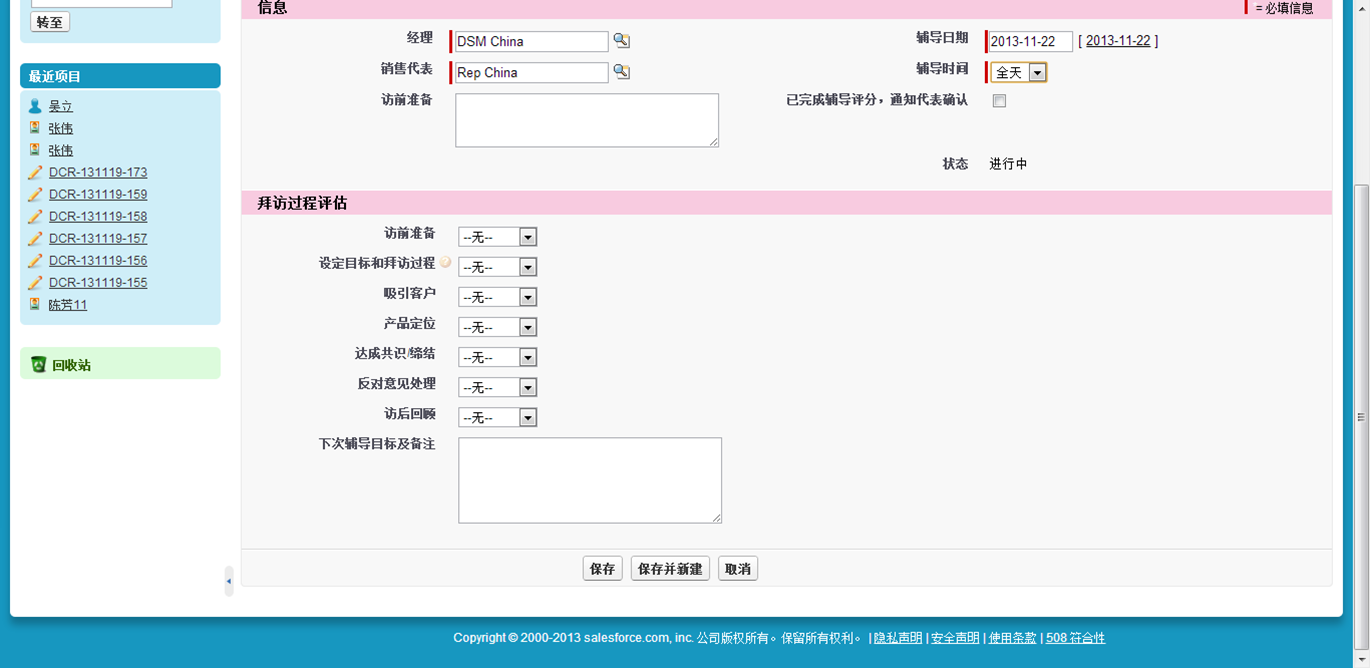 转至
最近项目
吴立
张伟
张伟
DCR-131119-173
DCR-131119-159
DCR-131119-158
DCR-131119-157
DCR-131119-156
DCR-131119-155
陈芳11
回收站
信息
= 必填信息
经理 DSM China
辅导日期 2013-11-22 [ 2013-11-22 ]
销售代表 Rep China
辅导时间 全天
访前准备
已完成辅导评分，通知代表确认
状态 进行中
拜访过程评估
访前准备 --无--
设定目标和拜访过程 --无--
吸引客户 --无--
产品定位 --无--
达成共识/缔结 --无--
反对意见处理 --无--
访后回顾 --无--
下次辅导目标及备注
保存 保存并新建 取消
Copyright © 2000-2013 salesforce.com, inc. 公司版权所有。保留所有权利。 | 隐私声明 | 安全声明 | 使用条款 | 508 符合性